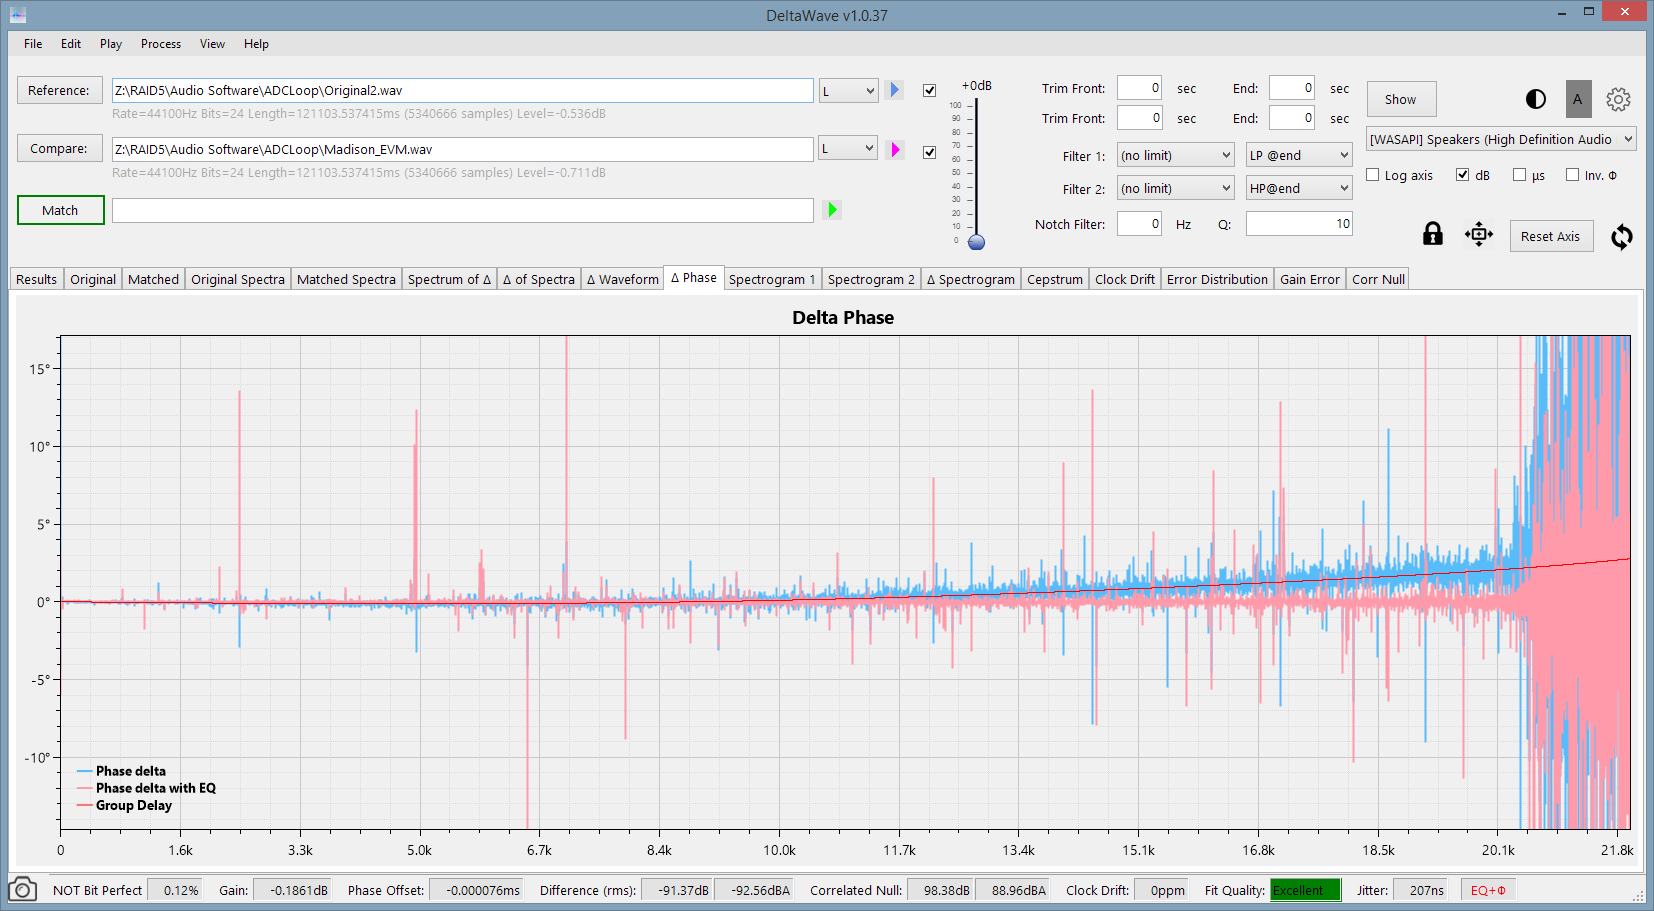 DeltaWave v1.0.37
File Edit Play Process View Help
Reference: Z:\RAID5\Audio Software\ADCLoop\Original2.wav L
Rate=44100Hz Bits=24 Length=121103.537415ms (5340666 samples) Level=-0.536dB
Compare: Z:\RAID5\Audio Software\ADCLoop\Madison_EVM.wav L
Rate=44100Hz Bits=24 Length=121103.537415ms (5340666 samples) Level=-0.711dB
Match
+0dB
100
90
80
70
60
50
40
30
20
10
0
Trim Front: 0 sec End: 0 sec
Trim Front: 0 sec End: 0 sec
Filter 1: (no limit) LP @end
Filter 2: (no limit) HP@end
Notch Filter: 0 Hz Q: 10
Show A
[WASAPI] Speakers (High Definition Audio
Log axis dB µs Inv. Φ
Reset Axis
Results Original Matched Original Spectra Matched Spectra Spectrum of Δ Δ of Spectra Δ Waveform Δ Phase Spectrogram 1 Spectrogram 2 Δ Spectrogram Cepstrum Clock Drift Error Distribution Gain Error Corr Null
Delta Phase
15°
10°
5°
0°
-5°
-10°
Phase delta
Phase delta with EQ
Group Delay
0 1.6k 3.3k 5.0k 6.7k 8.4k 10.0k 11.7k 13.4k 15.1k 16.8k 18.5k 20.1k 21.8k
NOT Bit Perfect 0.12% Gain: -0.1861dB Phase Offset: -0.000076ms Difference (rms): -91.37dB -92.56dBA Correlated Null: 98.38dB 88.96dBA Clock Drift: 0ppm Fit Quality: Excellent Jitter: 207ns EQ+Φ